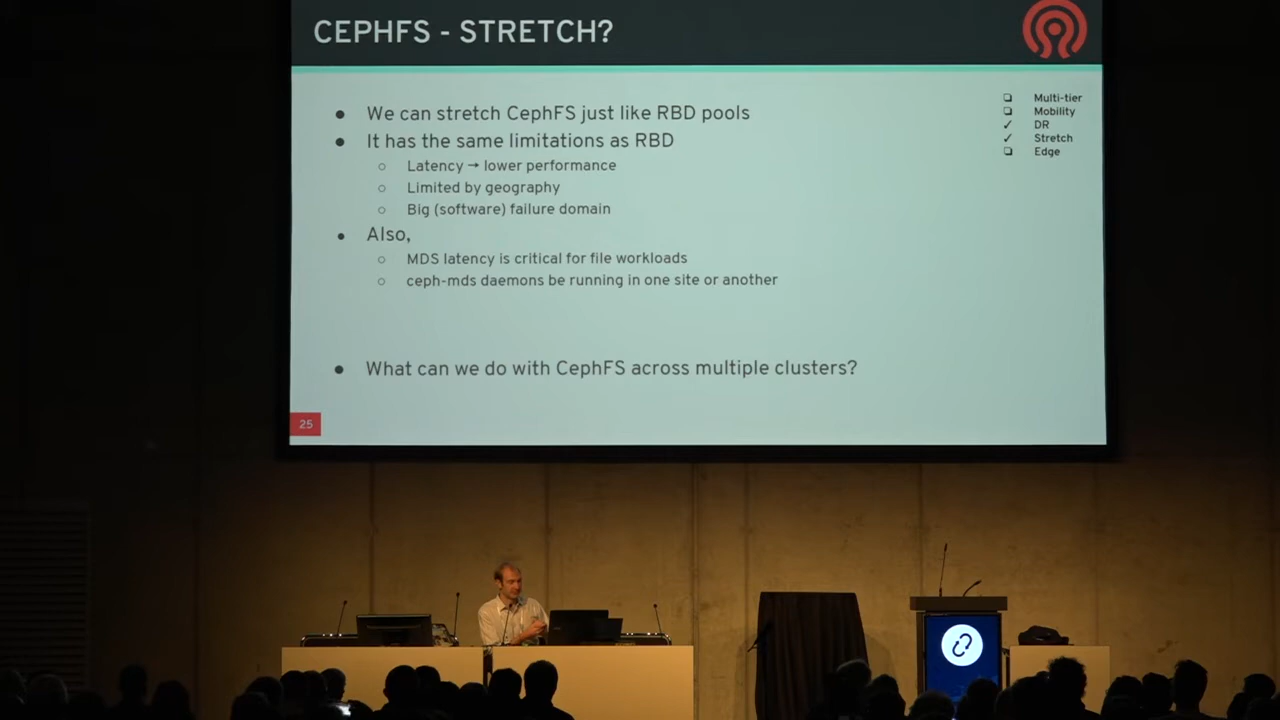 CEPHFS - STRETCH?
● We can stretch CephFS just like RBD pools
● It has the same limitations as RBD
○ Latency → lower performance
○ Limited by geography
○ Big (software) failure domain
● Also,
○ MDS latency is critical for file workloads
○ ceph-mds daemons be running in one site or another
● What can we do with CephFS across multiple clusters?
❏ Multi-tier
❏ Mobility
✓ DR
✓ Stretch
❏ Edge
25